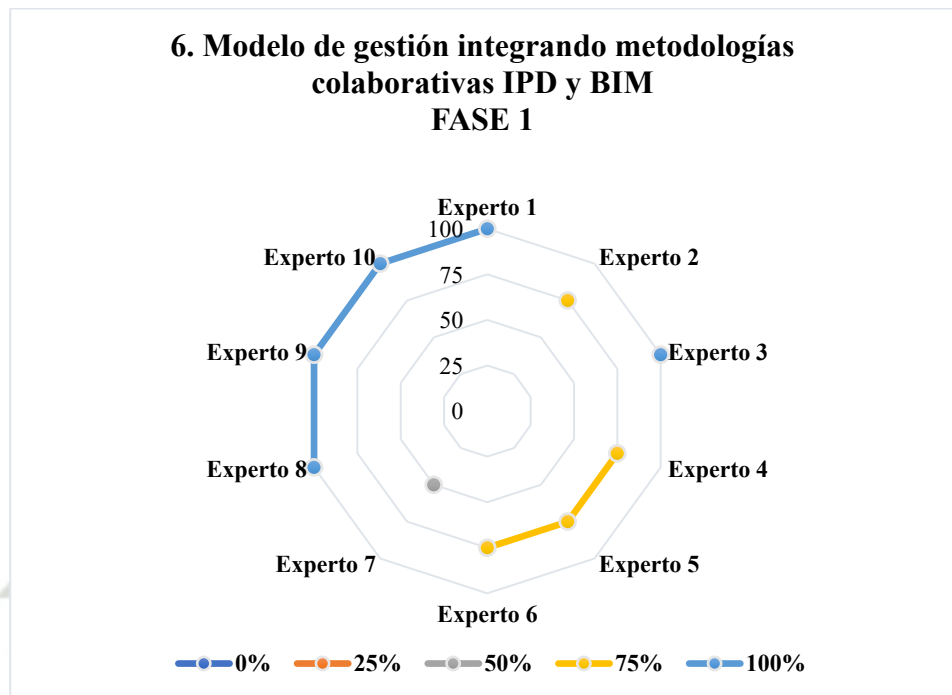 6. Modelo de gestión integrando metodologías
colaborativas IPD y BIM
FASE 1
Experto 1
100
Experto 10
Experto 2
75
50
Experto 9
Experto 3
25
0
Experto 8
Experto 4
Experto 7
Experto 5
Experto 6
0% 25% 50% 75% 100%